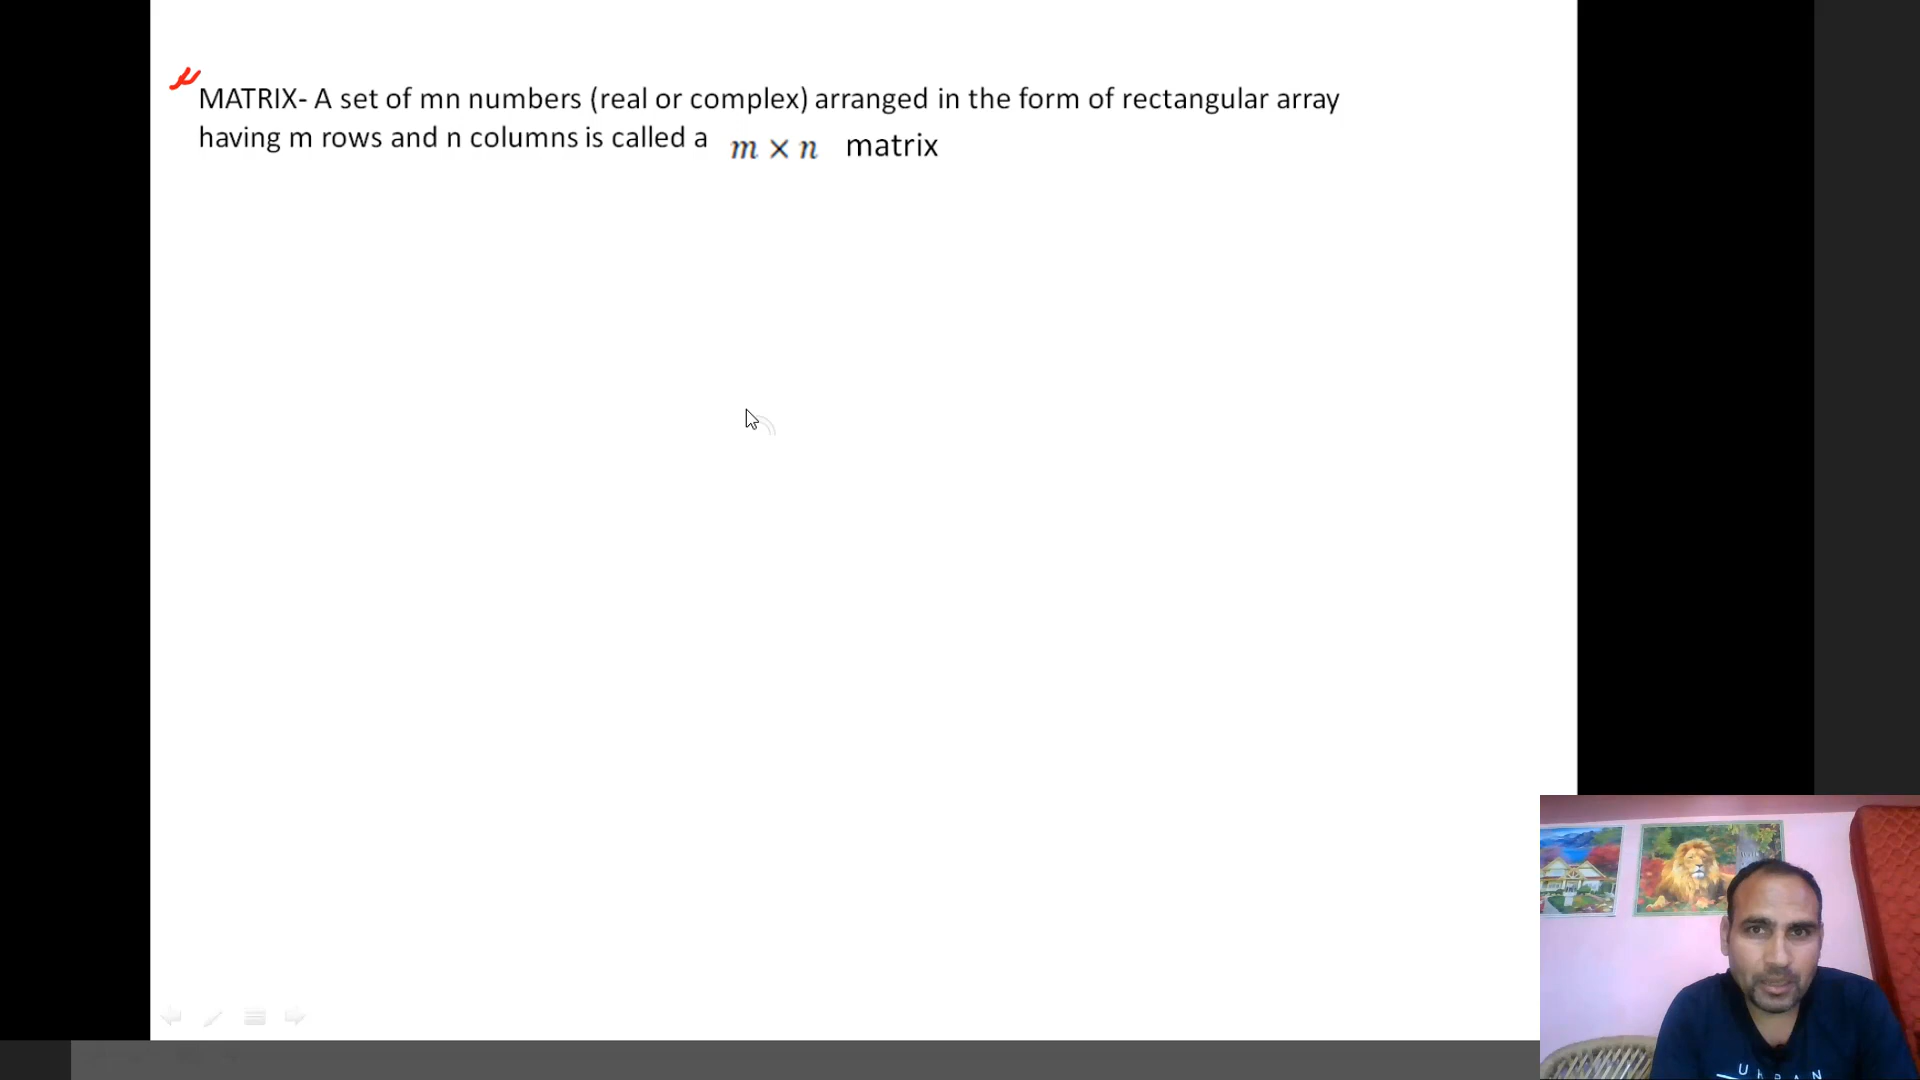 MATRIX- A set of mn numbers (real or complex) arranged in the form of rectangular array
having m rows and n columns is called a m × n matrix